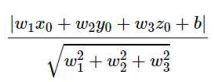 |w₁x₀ + w₂y₀ + w₃z₀ + b|
√(w₁² + w₂² + w₃²)